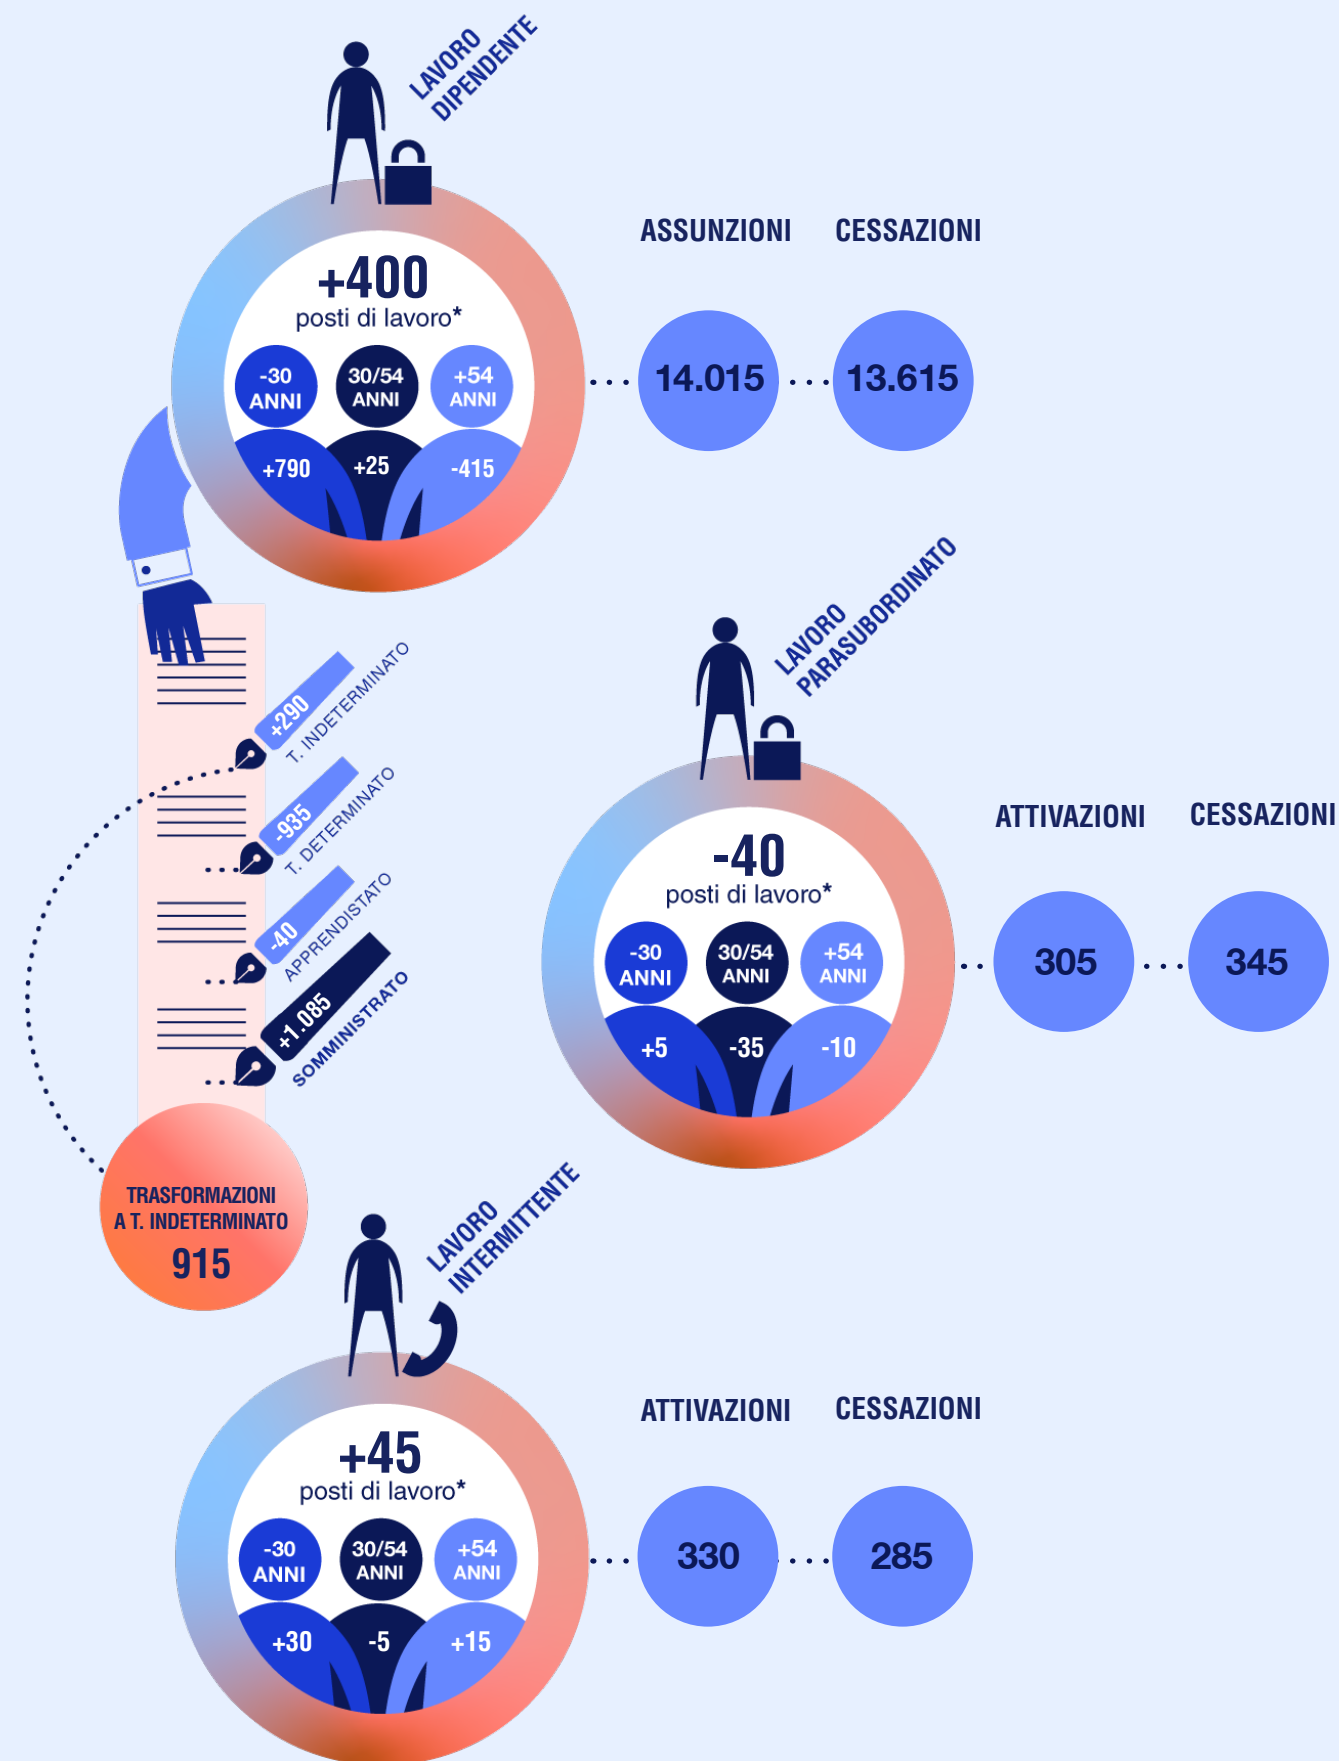 LAVORO
DIPENDENTE
ASSUNZIONI
CESSAZIONI
+400
posti di lavoro*
-30
ANNI
30/54
ANNI
+54
ANNI
+790
+25
-415
14.015
13.615
+290
T. INDETERMINATO
-935
T. DETERMINATO
-40
APPRENDISTATO
+1.085
SOMMINISTRATO
TRASFORMAZIONI
A T. INDETERMINATO
915
LAVORO
PARASUBORDINATO
ATTIVAZIONI
CESSAZIONI
-40
posti di lavoro*
-30
ANNI
30/54
ANNI
+54
ANNI
+5
-35
-10
305
345
LAVORO
INTERMITTENTE
ATTIVAZIONI
CESSAZIONI
+45
posti di lavoro*
-30
ANNI
30/54
ANNI
+54
ANNI
+30
-5
+15
330
285